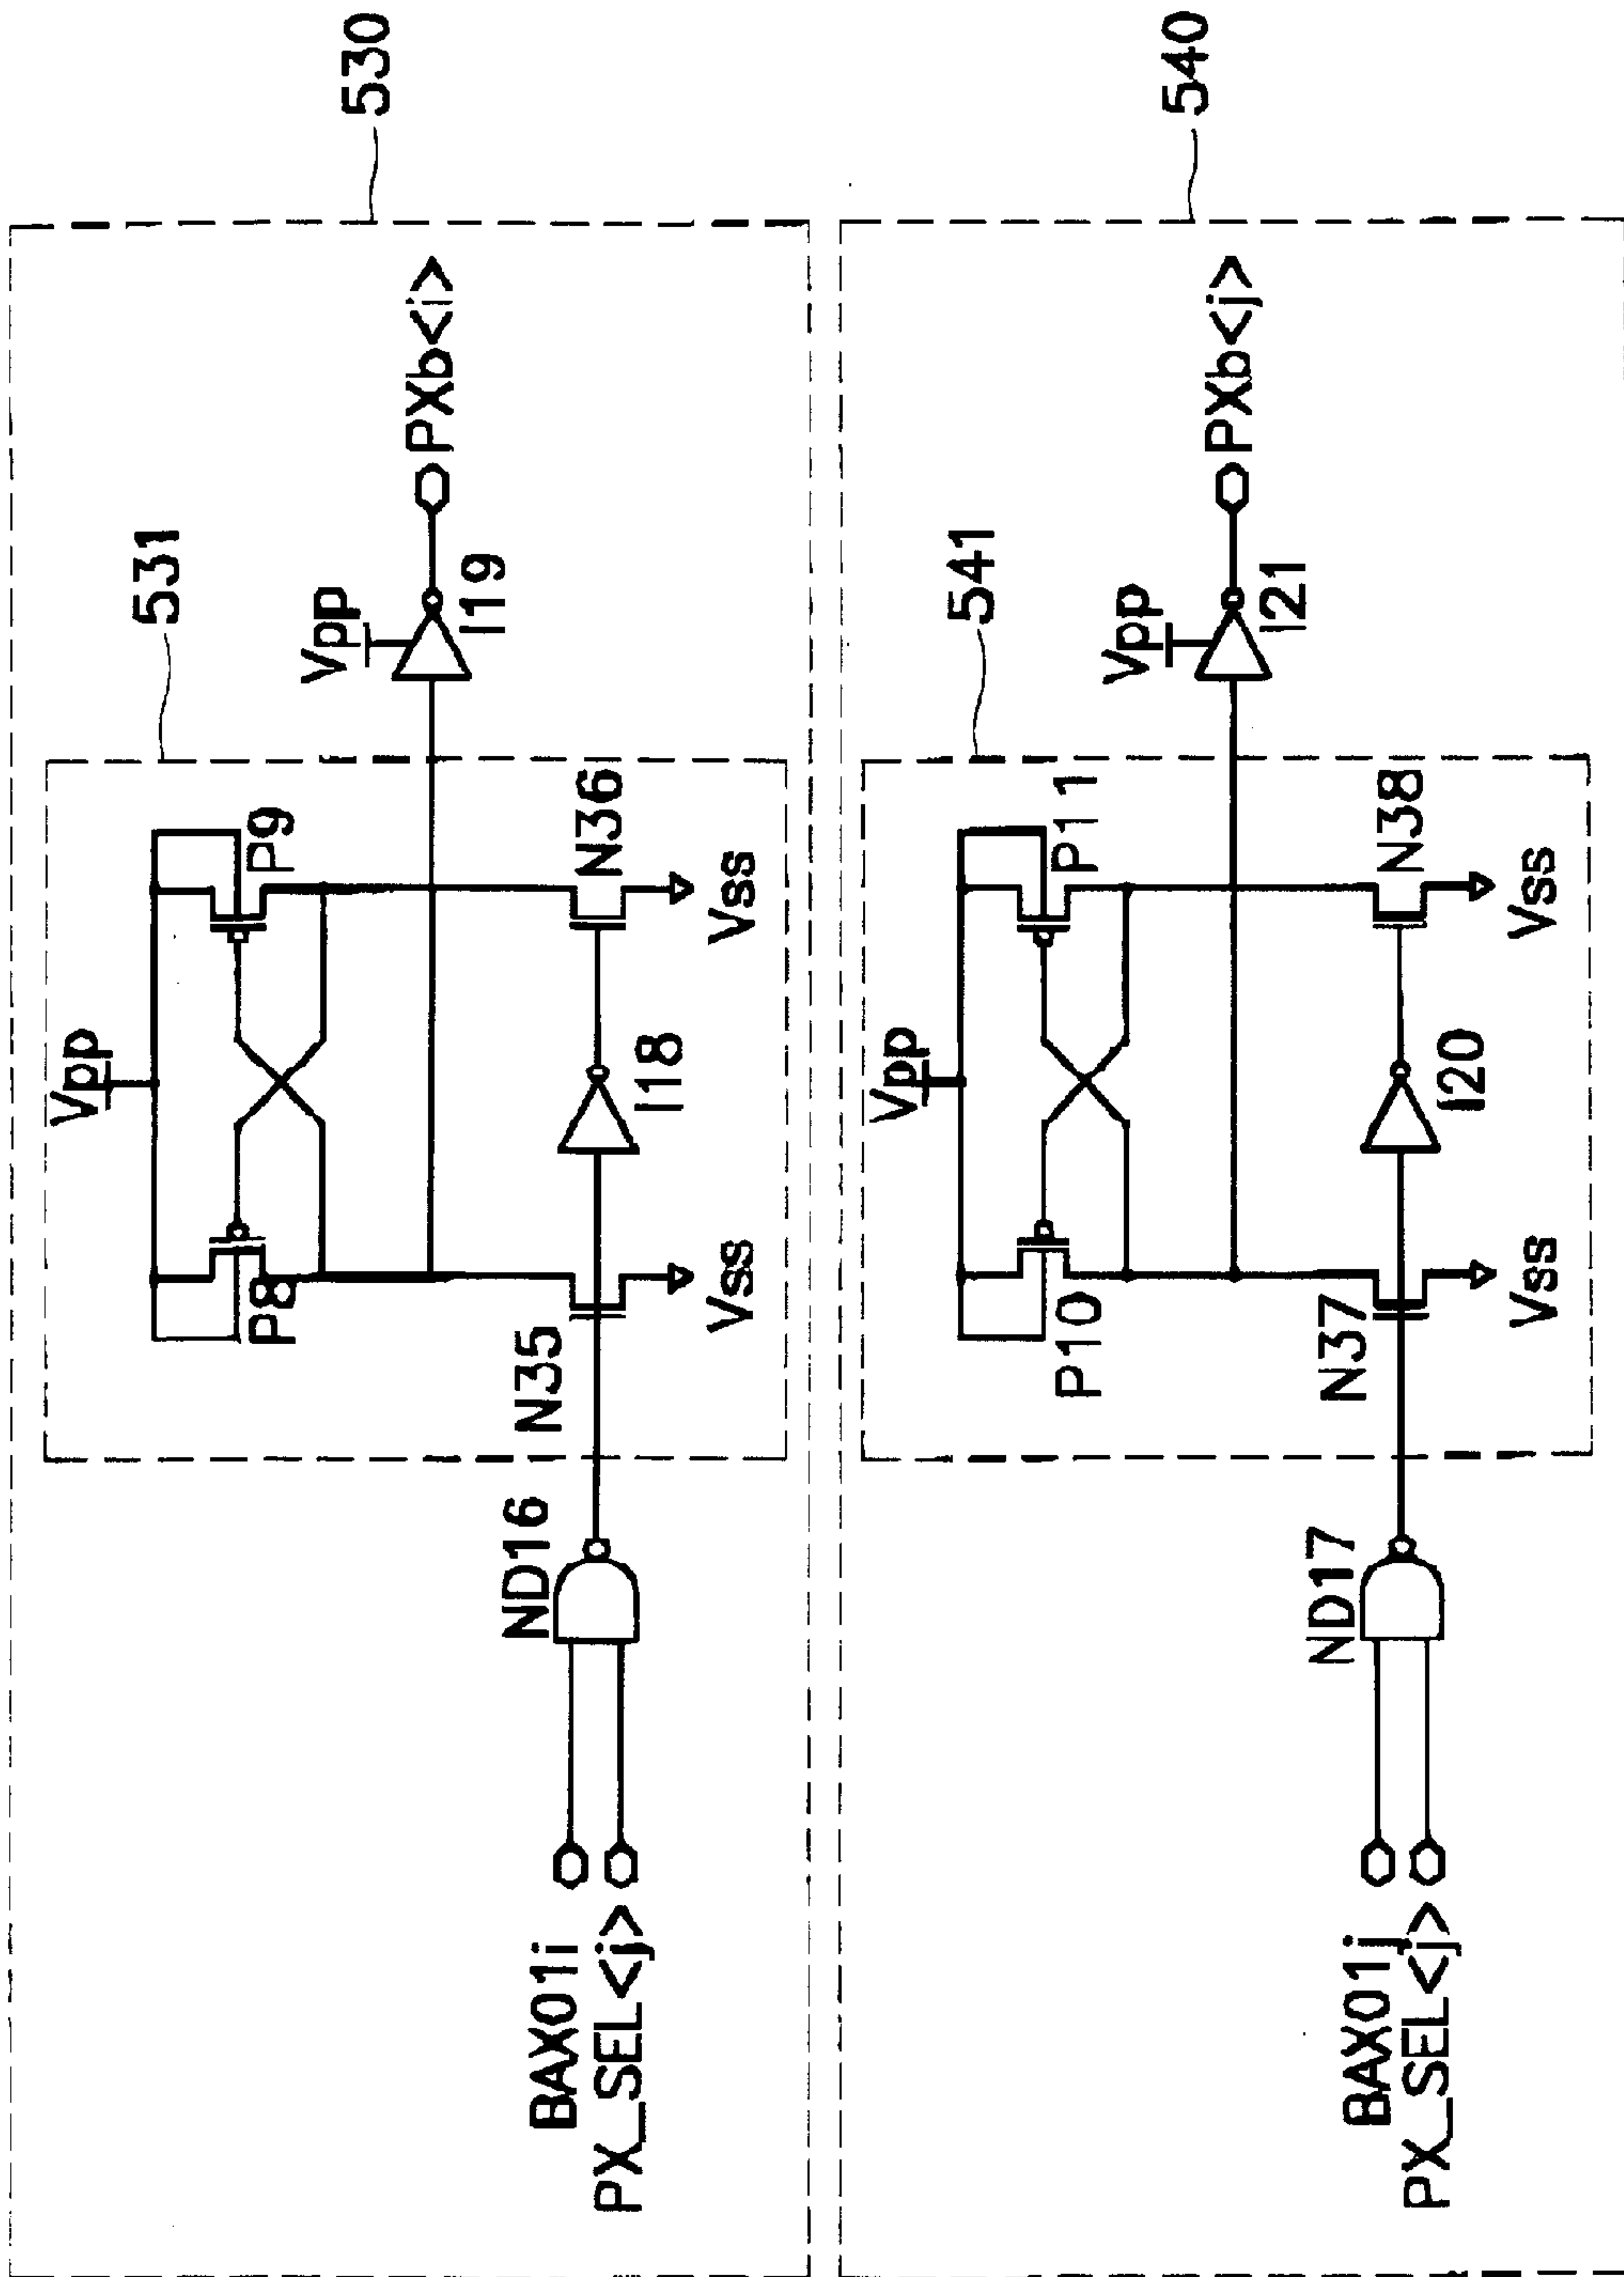 530
531
Vpp
P8
P9
Vpp
I19
PXb<i>
N35
I18
N36
Vss
Vss
ND16
BAX01i
PX_SEL<j>
540
541
Vpp
P10
P11
Vpp
I21
PXb<j>
N37
I20
N38
Vss
Vss
ND17
BAX01j
PX_SEL<j>